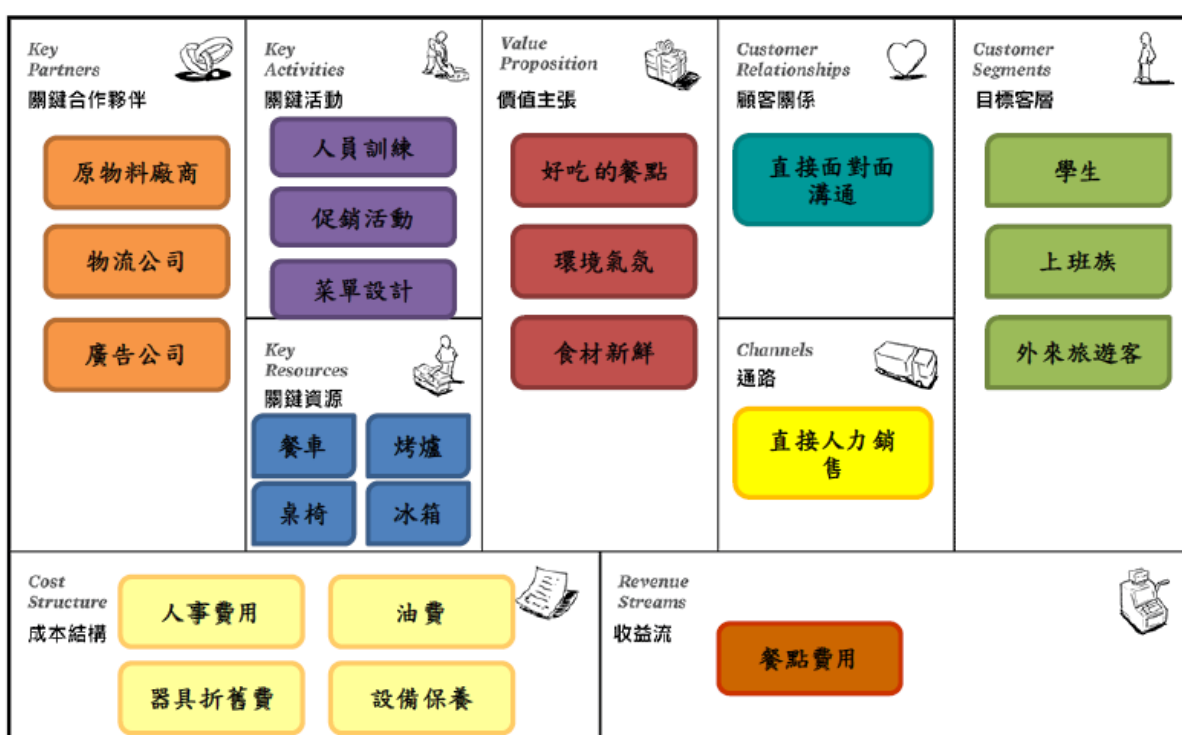 Key
Partners
關鍵合作夥伴
原物料廠商
物流公司
廣告公司
Key
Activities
關鍵活動
人員訓練
促銷活動
菜單設計
Key
Resources
關鍵資源
餐車
烤爐
桌椅
冰箱
Value
Proposition
價值主張
好吃的餐點
環境氣氛
食材新鮮
Customer
Relationships
顧客關係
直接面對面
溝通
Channels
通路
直接人力銷
售
Customer
Segments
目標客層
學生
上班族
外來旅遊客
Cost
Structure
成本結構
人事費用
油費
器具折舊費
設備保養
Revenue
Streams
收益流
餐點費用